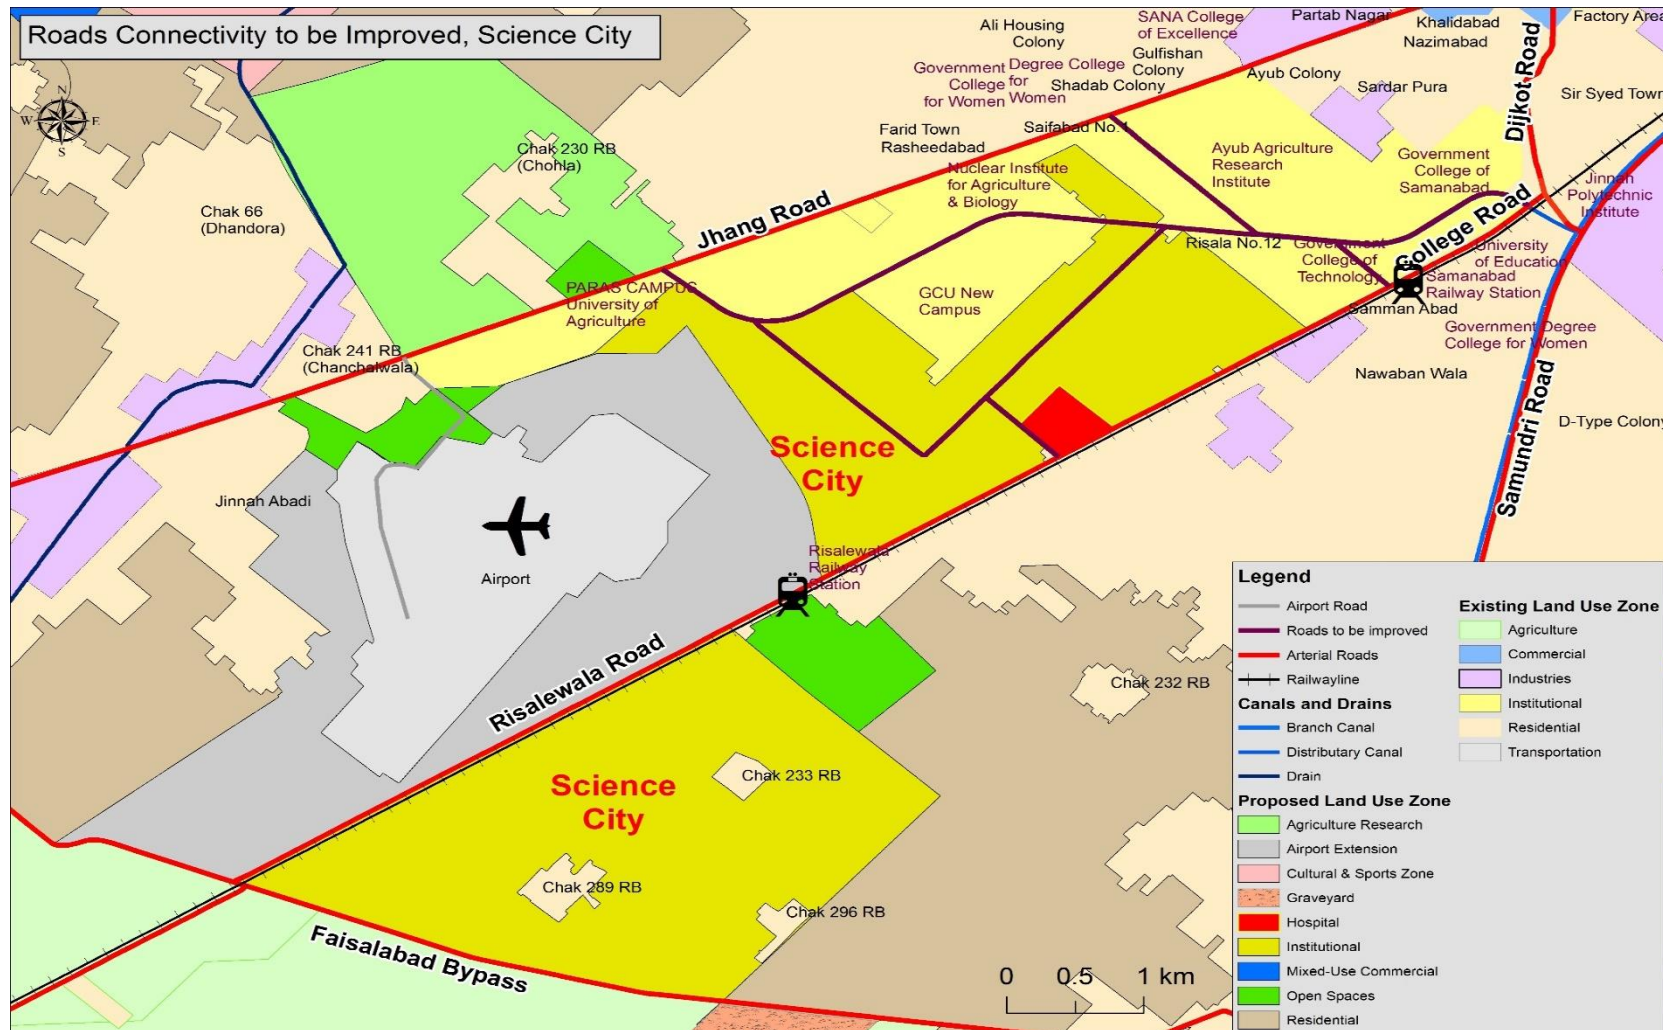 Roads Connectivity to be Improved, Science City
N
W E
S
Ali Housing
Colony
SANA College
of Excellence
Partab Nagar
Khalidabad
Nazimabad
Factory Area
Government
College
for Women
Degree College
for
Women
Gulfishan
Colony
Shadab Colony
Ayub Colony
Sardar Pura
Dijkot Road
Sir Syed Town
Farid Town
Rasheedabad
Saifabad No.1
Chak 230 RB
(Chohla)
Nuclear Institute
for Agriculture
& Biology
Ayub Agriculture
Research
Institute
Government
College of
Samanabad
Jinnah
Polytechnic
Institute
Chak 66
(Dhandora)
Jhang Road
Risala No.12
Government
College of
Technology
College Road
University
of Education
Samanabad
Railway Station
PARAS CAMPUS
University of
Agriculture
GCU New
Campus
Samman Abad
Government Degree
College for Women
Chak 241 RB
(Chanchalwala)
Nawaban Wala
Samundri Road
D-Type Colony
Science
City
Jinnah Abadi
Airport
Risalewala
Railway
Station
Risalewala Road
Chak 232 RB
Chak 233 RB
Science
City
Chak 289 RB
Chak 296 RB
Faisalabad Bypass
0 0.5 1 km
Legend
Airport Road
Roads to be improved
Arterial Roads
Railwayline
Canals and Drains
Branch Canal
Distributary Canal
Drain
Existing Land Use Zone
Agriculture
Commercial
Industries
Institutional
Residential
Transportation
Proposed Land Use Zone
Agriculture Research
Airport Extension
Cultural & Sports Zone
Graveyard
Hospital
Institutional
Mixed-Use Commercial
Open Spaces
Residential